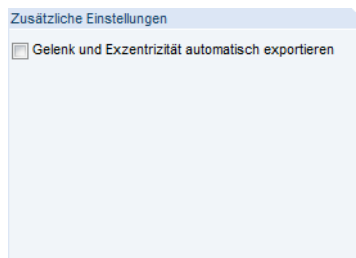 Zusätzliche Einstellungen
Gelenk und Exzentrizität automatisch exportieren